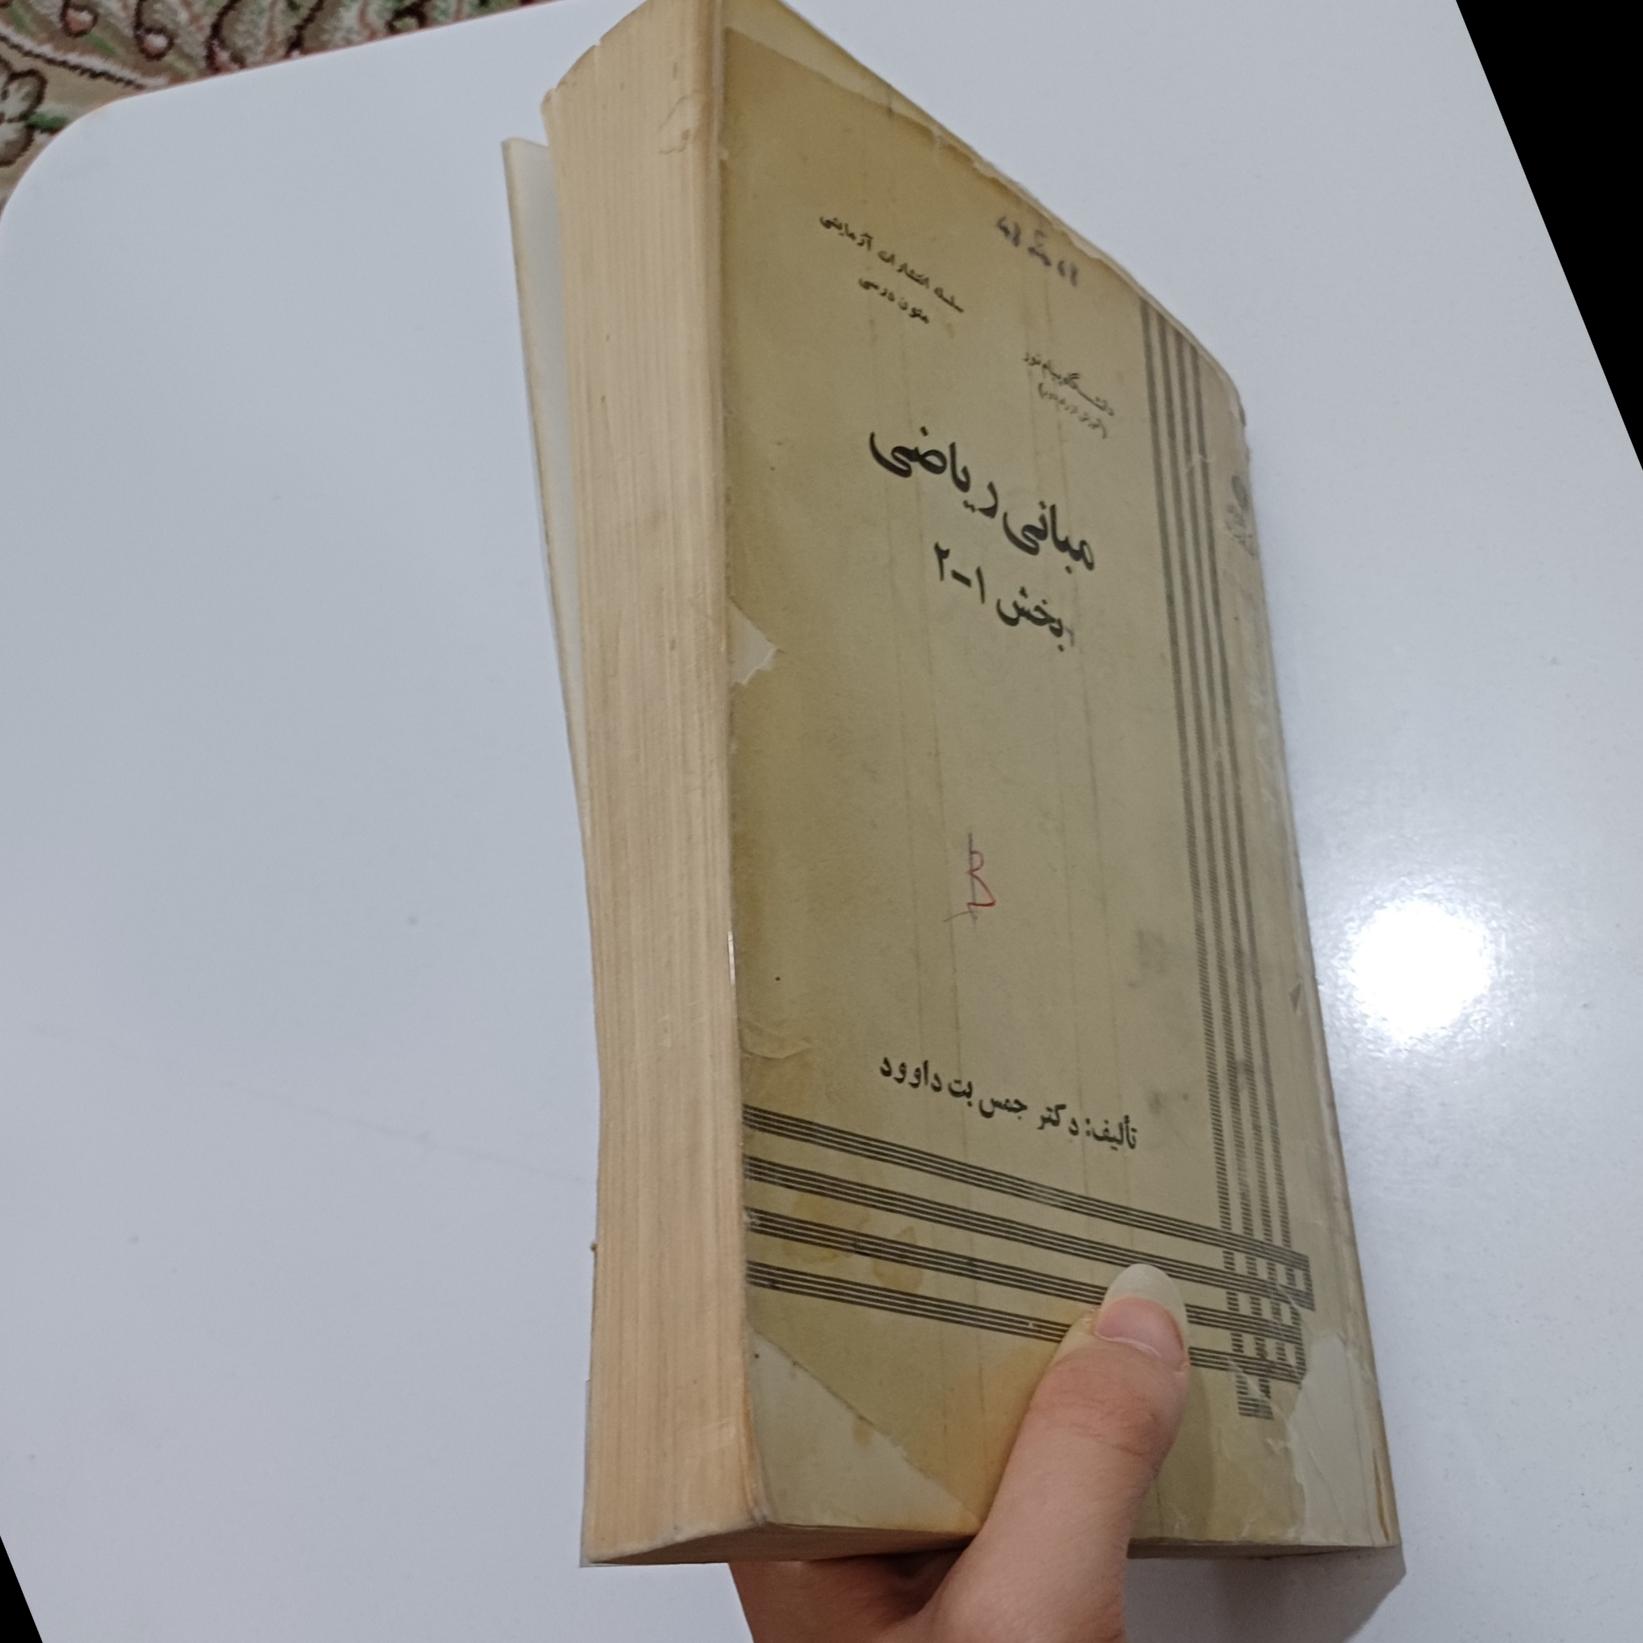 سلسله انتشارات آزمایشی
متون درسی
دانشگاه پیام نور
مبانی ریاضی
بخش ۱-۲
تألیف: دکتر جمس بت داوود